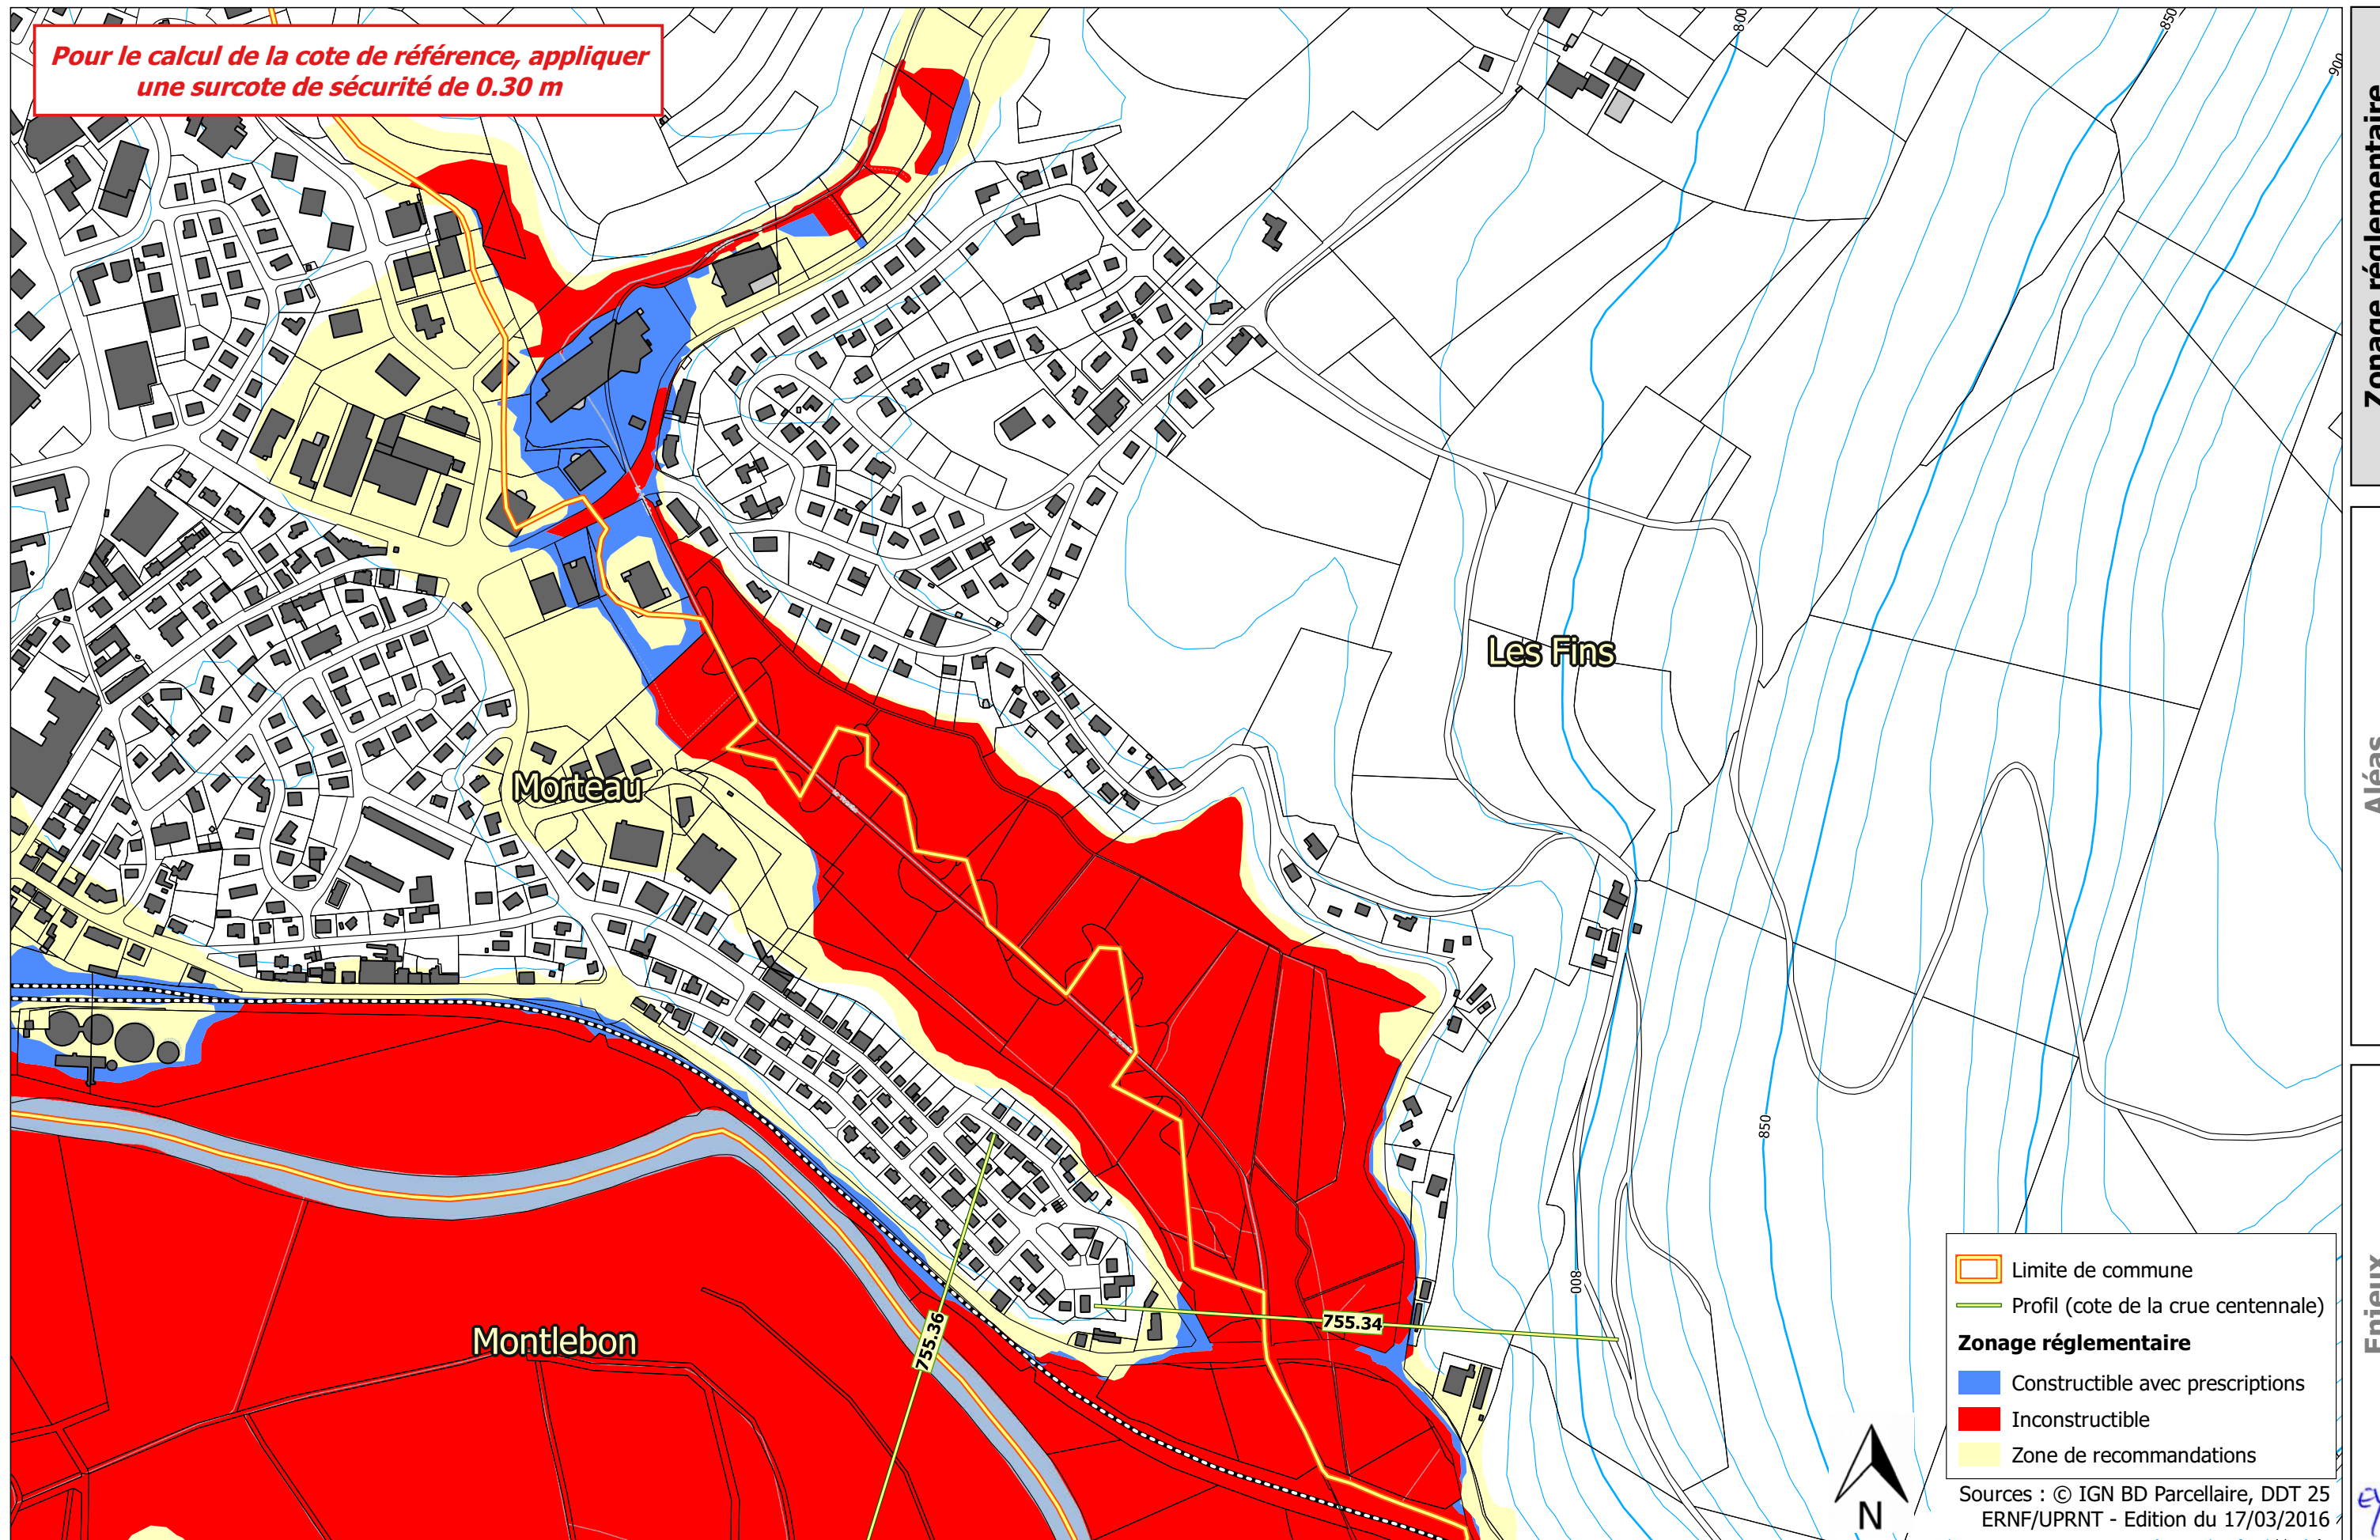 Pour le calcul de la cote de référence, appliquer
une surcote de sécurité de 0.30 m
800
850
900
Zonage réglementaire
Les Fins
Morteau
Aléas
850
800
755.36
755.34
Montlebon
Enjeux
Limite de commune
Profil (cote de la crue centennale)
Zonage réglementaire
Constructible avec prescriptions
Inconstructible
Zone de recommandations
N
Sources : © IGN BD Parcellaire, DDT 25
ERNF/UPRNT - Edition du 17/03/2016